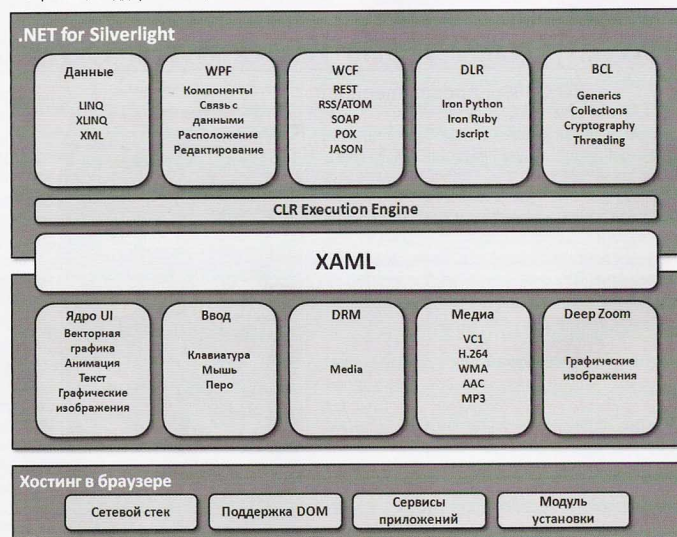 .NET for Silverlight
Данные
LINQ
XLINQ
XML
WPF
Компоненты
Связь с
данными
Расположение
Редактирование
WCF
REST
RSS/ATOM
SOAP
POX
JASON
DLR
Iron Python
Iron Ruby
Jscript
BCL
Generics
Collections
Cryptography
Threading
CLR Execution Engine
XAML
Ядро UI
Векторная
графика
Анимация
Текст
Графические
изображения
Ввод
Клавиатура
Мышь
Перо
DRM
Media
Медиа
VC1
H.264
WMA
AAC
MP3
Deep Zoom
Графические
изображения
Хостинг в браузере
Сетевой стек
Поддержка DOM
Сервисы
приложений
Модуль
установки